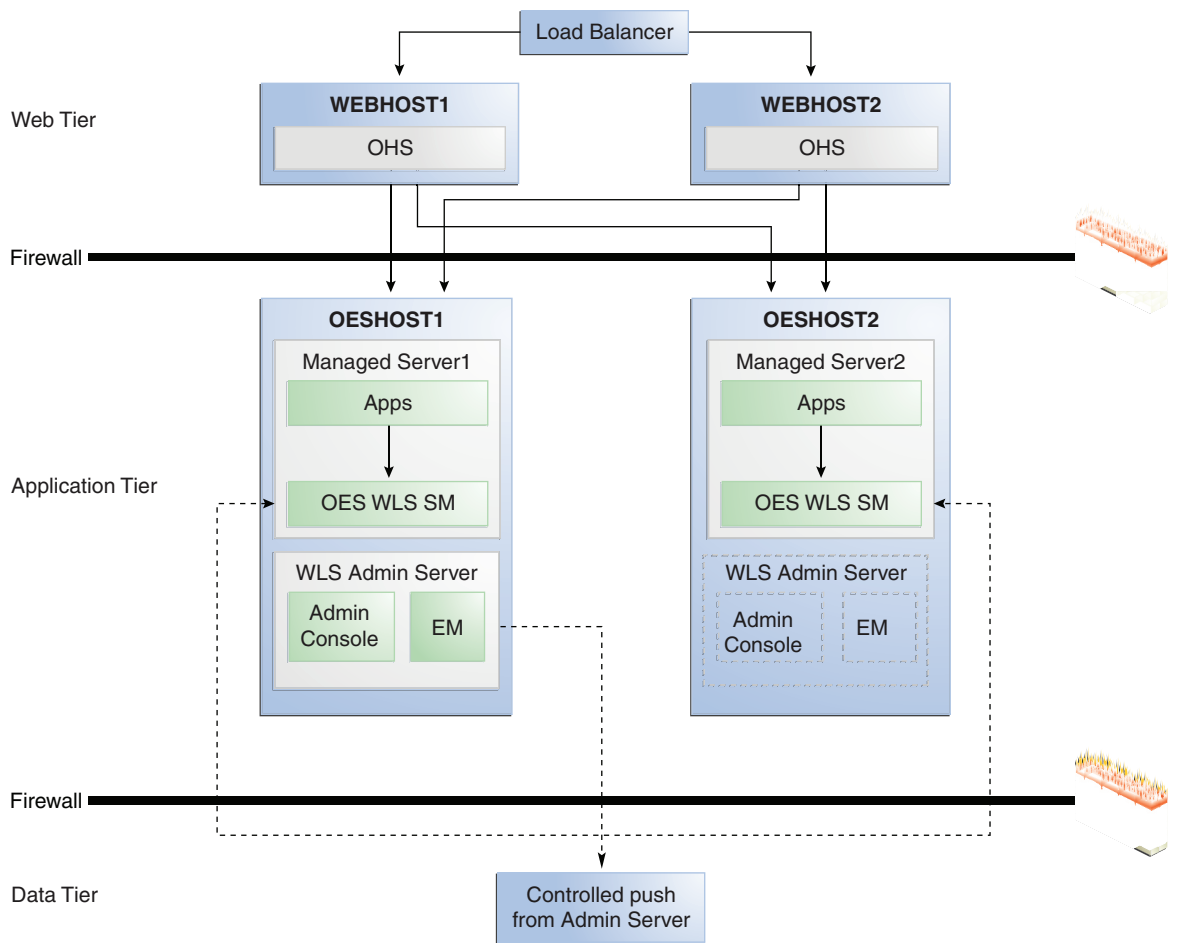 Load Balancer
Web Tier
WEBHOST1
OHS
WEBHOST2
OHS
Firewall
OESHOST1
Managed Server1
Apps
OES WLS SM
WLS Admin Server
Admin
Console
EM
OESHOST2
Managed Server2
Apps
OES WLS SM
WLS Admin Server
Admin
Console
EM
Application Tier
Firewall
Data Tier
Controlled push
from Admin Server